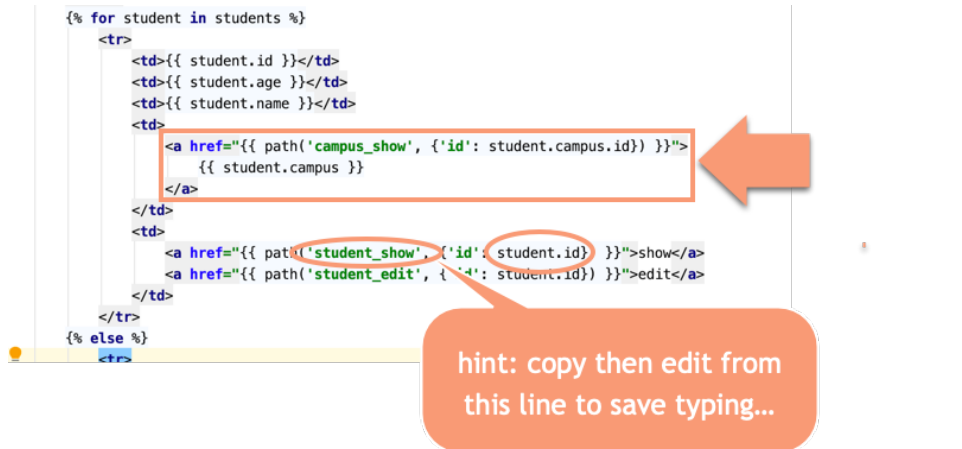 {% for student in students %}
<tr>
<td>{{ student.id }}</td>
<td>{{ student.age }}</td>
<td>{{ student.name }}</td>
<td>
<a href="{{ path('campus_show', {'id': student.campus.id}) }}">
{{ student.campus }}
</a>
</td>
<td>
<a href="{{ path('student_show', {'id': student.id}) }}">show</a>
<a href="{{ path('student_edit', {'id': student.id}) }}">edit</a>
</td>
</tr>
{% else %}
<tr>
hint: copy then edit from
this line to save typing...